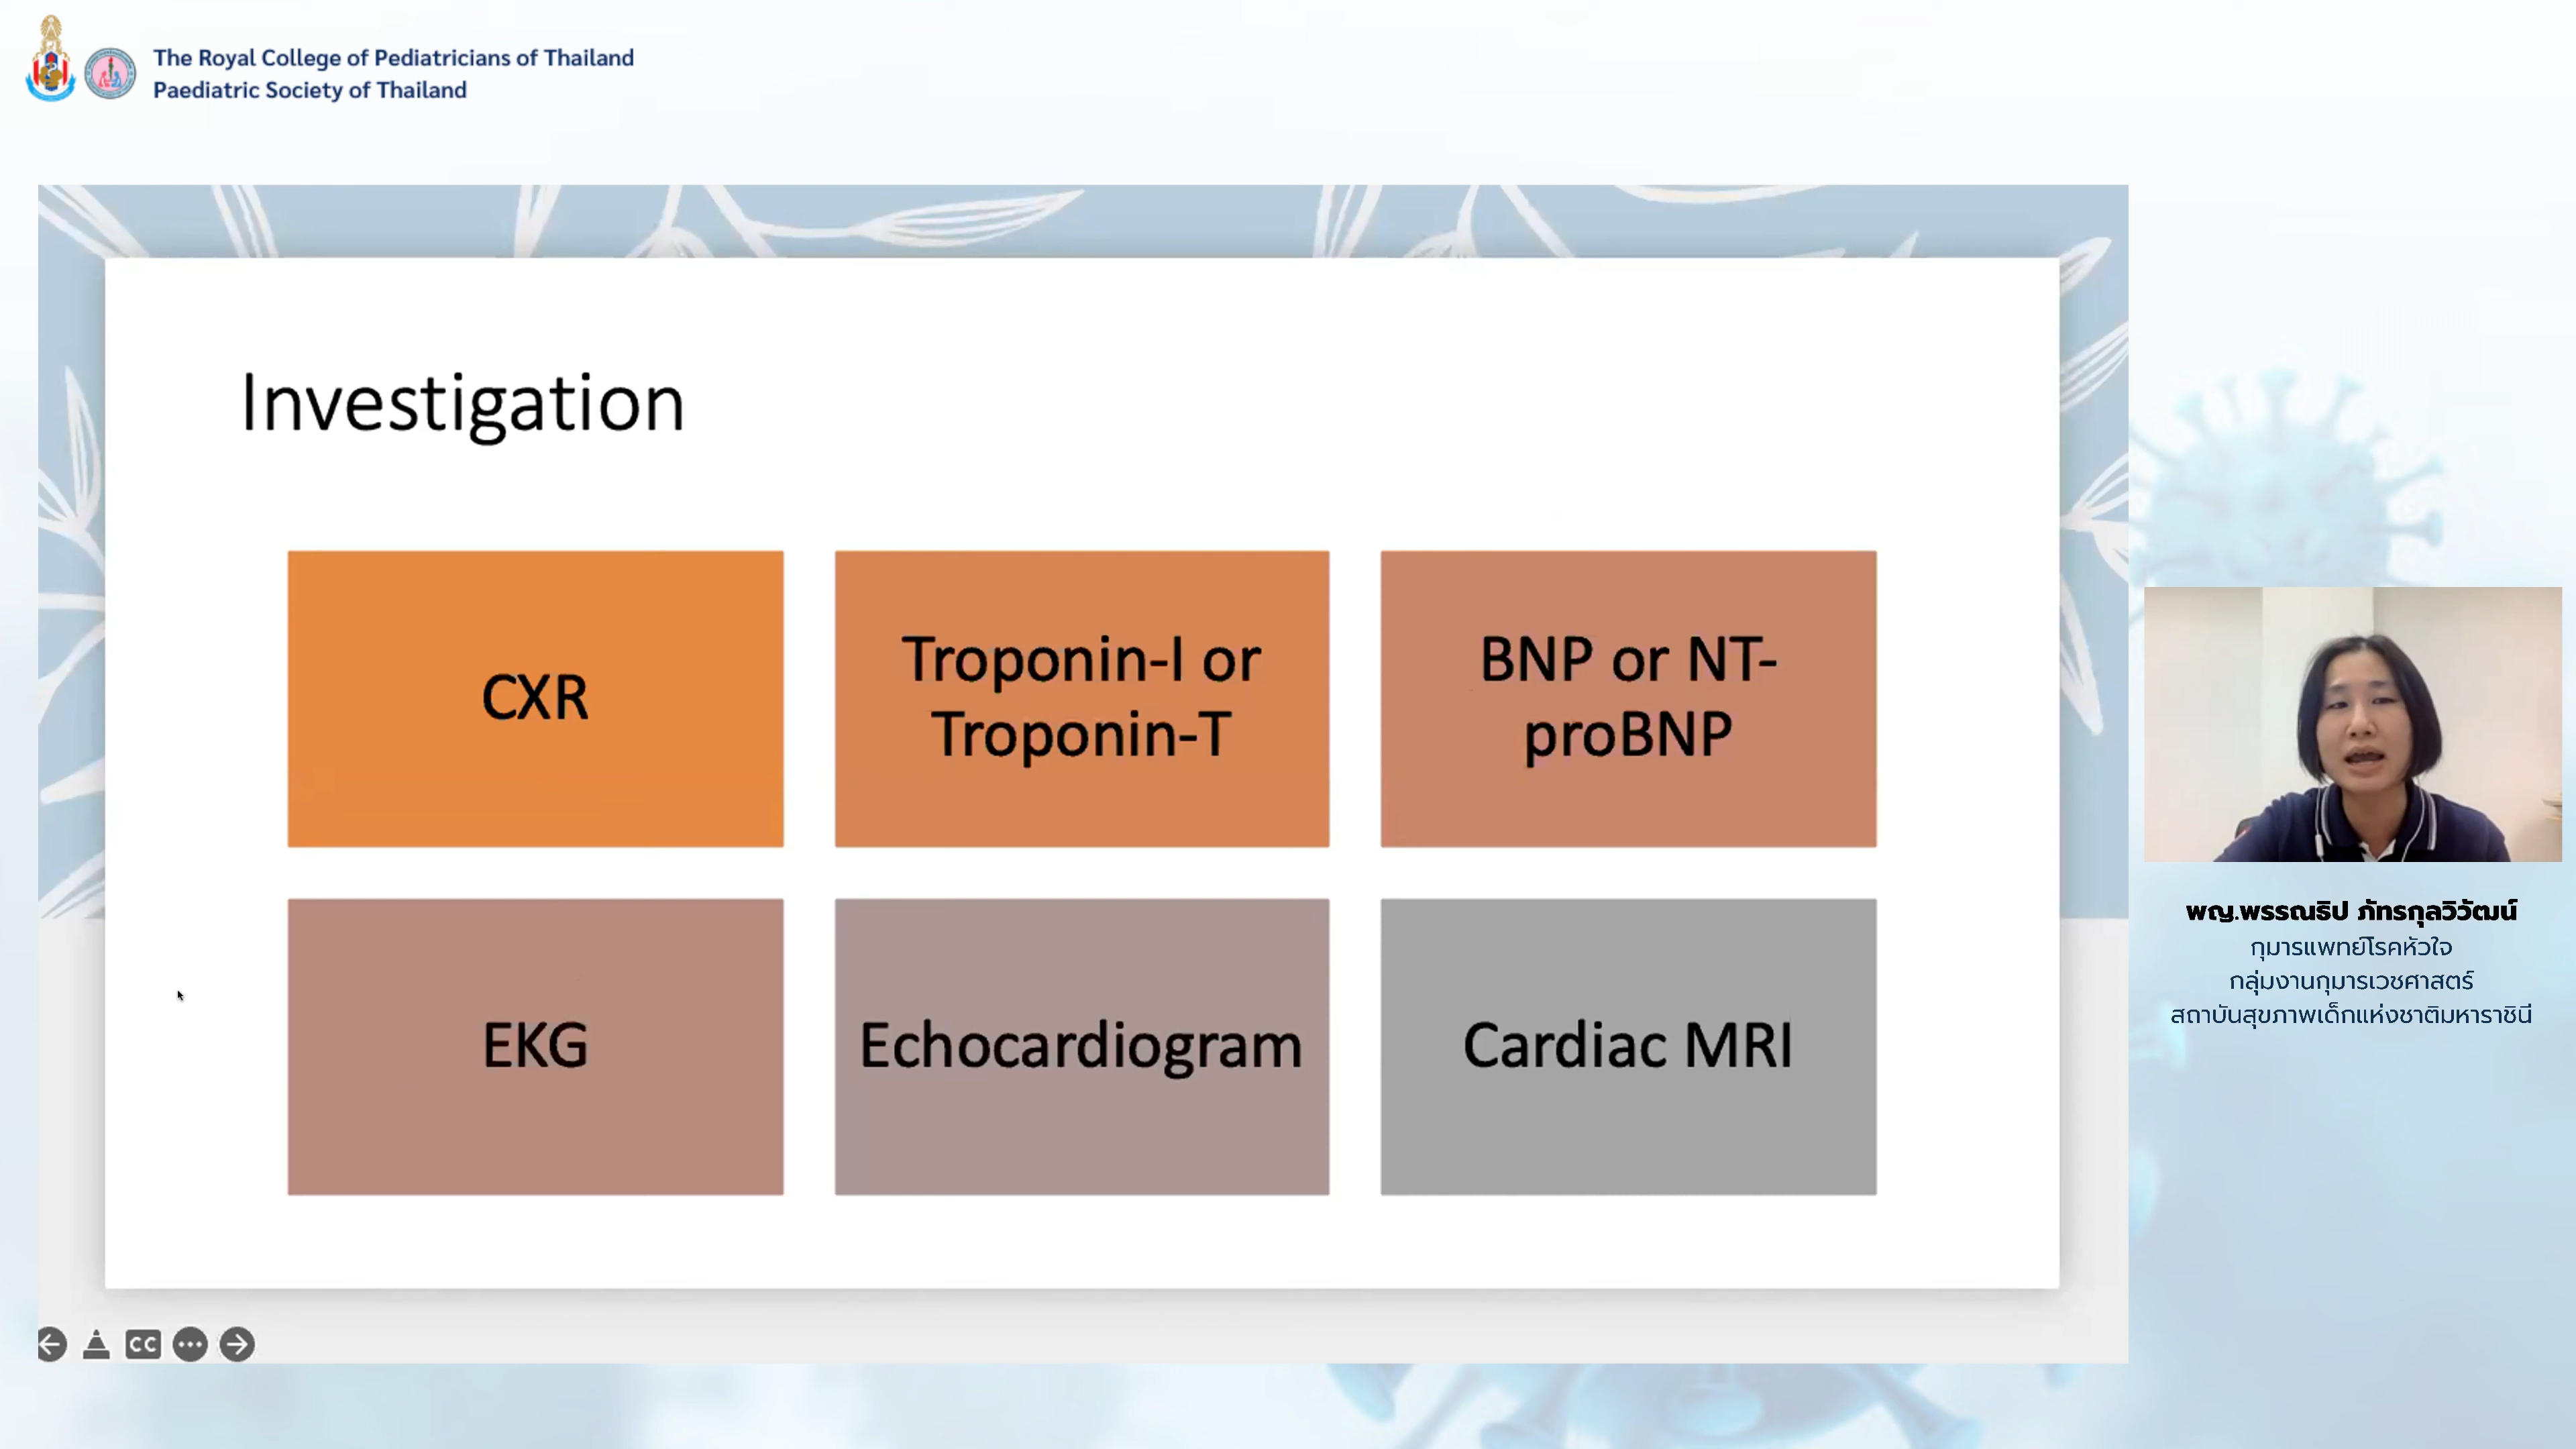 The Royal College of Pediatricians of Thailand
Paediatric Society of Thailand
Investigation
CXR
Troponin-I or
Troponin-T
BNP or NT-
proBNP
EKG
Echocardiogram
Cardiac MRI
พญ.พรรณธิป ภัทรกุลวิวัฒน์
กุมารแพทย์โรคหัวใจ
กลุ่มงานกุมารเวชศาสตร์
สถาบันสุขภาพเด็กแห่งชาติมหาราชินี
CC